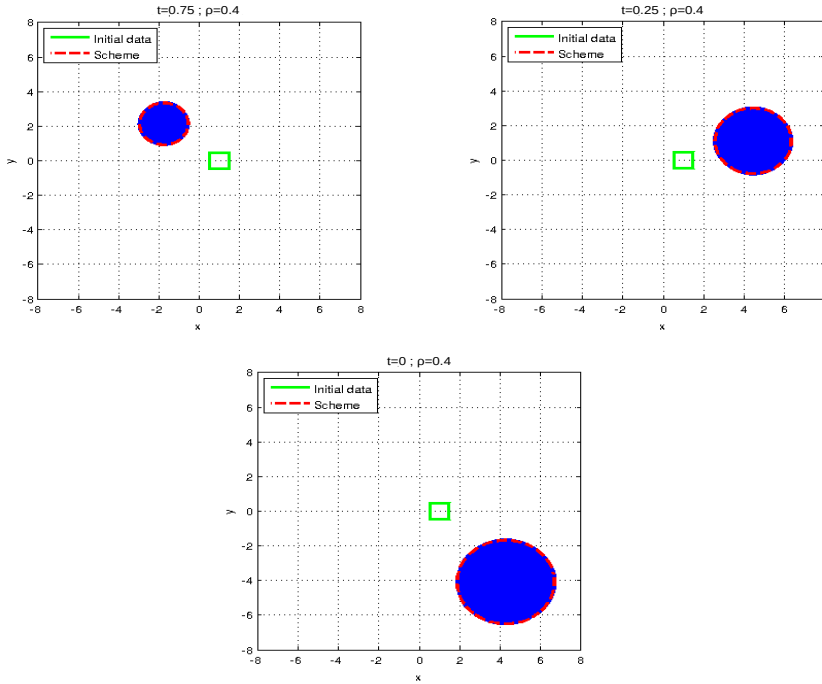 t=0.75 ; ρ=0.4
8
6
4
2
0
-2
-4
-6
-8
y
Initial data
Scheme
-8 -6 -4 -2 0 2 4 6 8
x
t=0.25 ; ρ=0.4
8
6
4
2
0
-2
-4
-6
-8
y
Initial data
Scheme
-8 -6 -4 -2 0 2 4 6
x
t=0 ; ρ=0.4
8
6
4
2
0
-2
-4
-6
-8
y
Initial data
Scheme
-8 -6 -4 -2 0 2 4 6 8
x